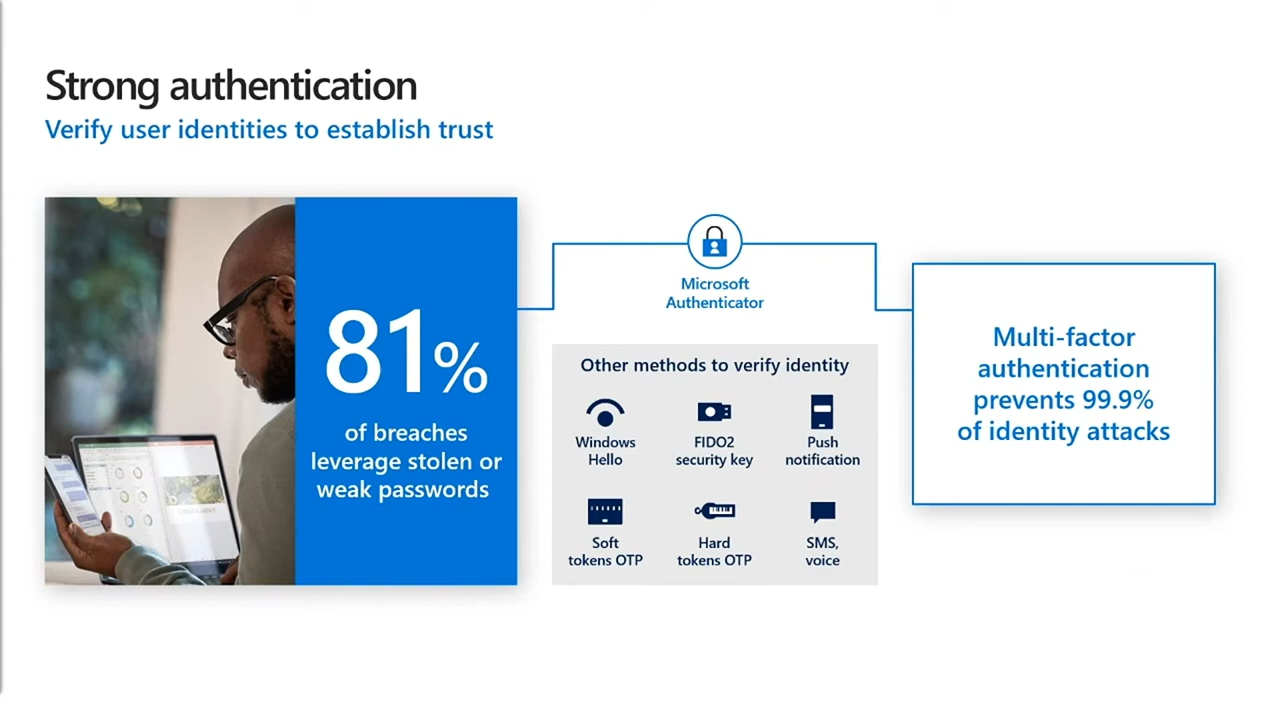 Strong authentication
Verify user identities to establish trust
81%
of breaches
leverage stolen or
weak passwords
Microsoft
Authenticator
Other methods to verify identity
Windows
Hello
FIDO2
security key
Push
notification
Soft
tokens OTP
Hard
tokens OTP
SMS,
voice
Multi-factor
authentication
prevents 99.9%
of identity attacks